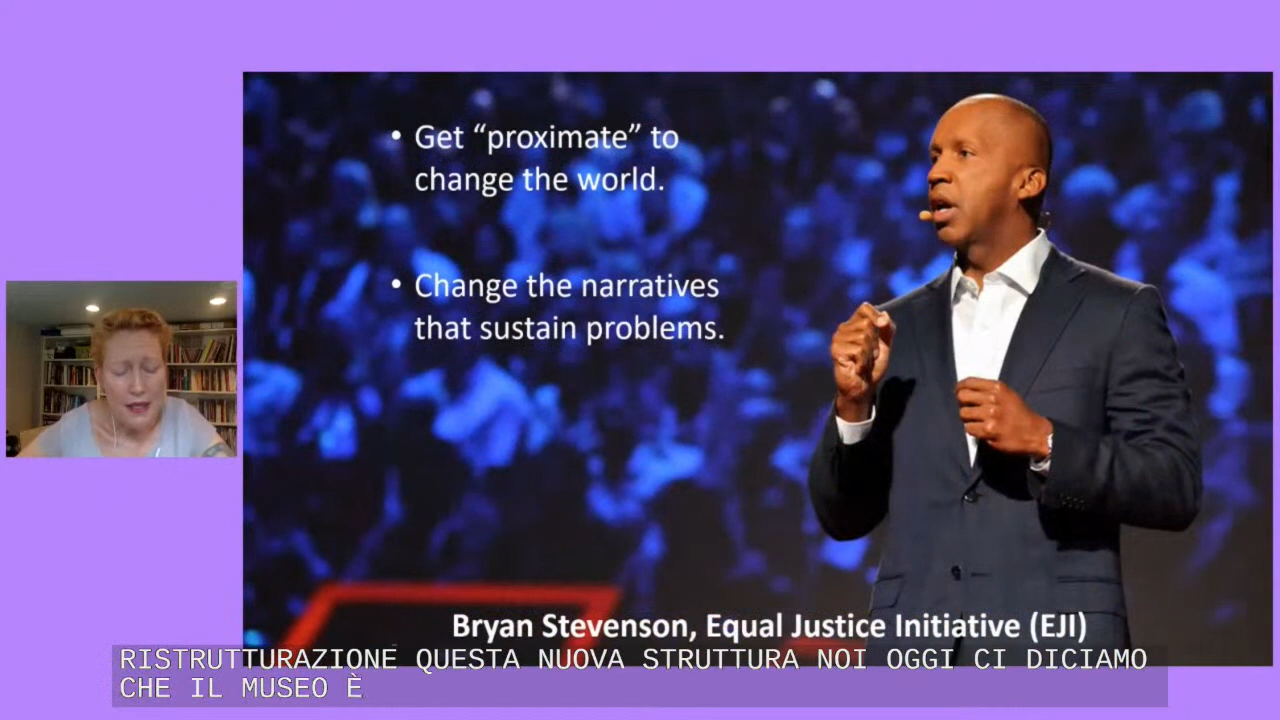 • Get “proximate” to
change the world.
• Change the narratives
that sustain problems.
Bryan Stevenson, Equal Justice Initiative (EJI)
RISTRUTTURAZIONE QUESTA NUOVA STRUTTURA NOI OGGI CI DICIAMO
CHE IL MUSEO È